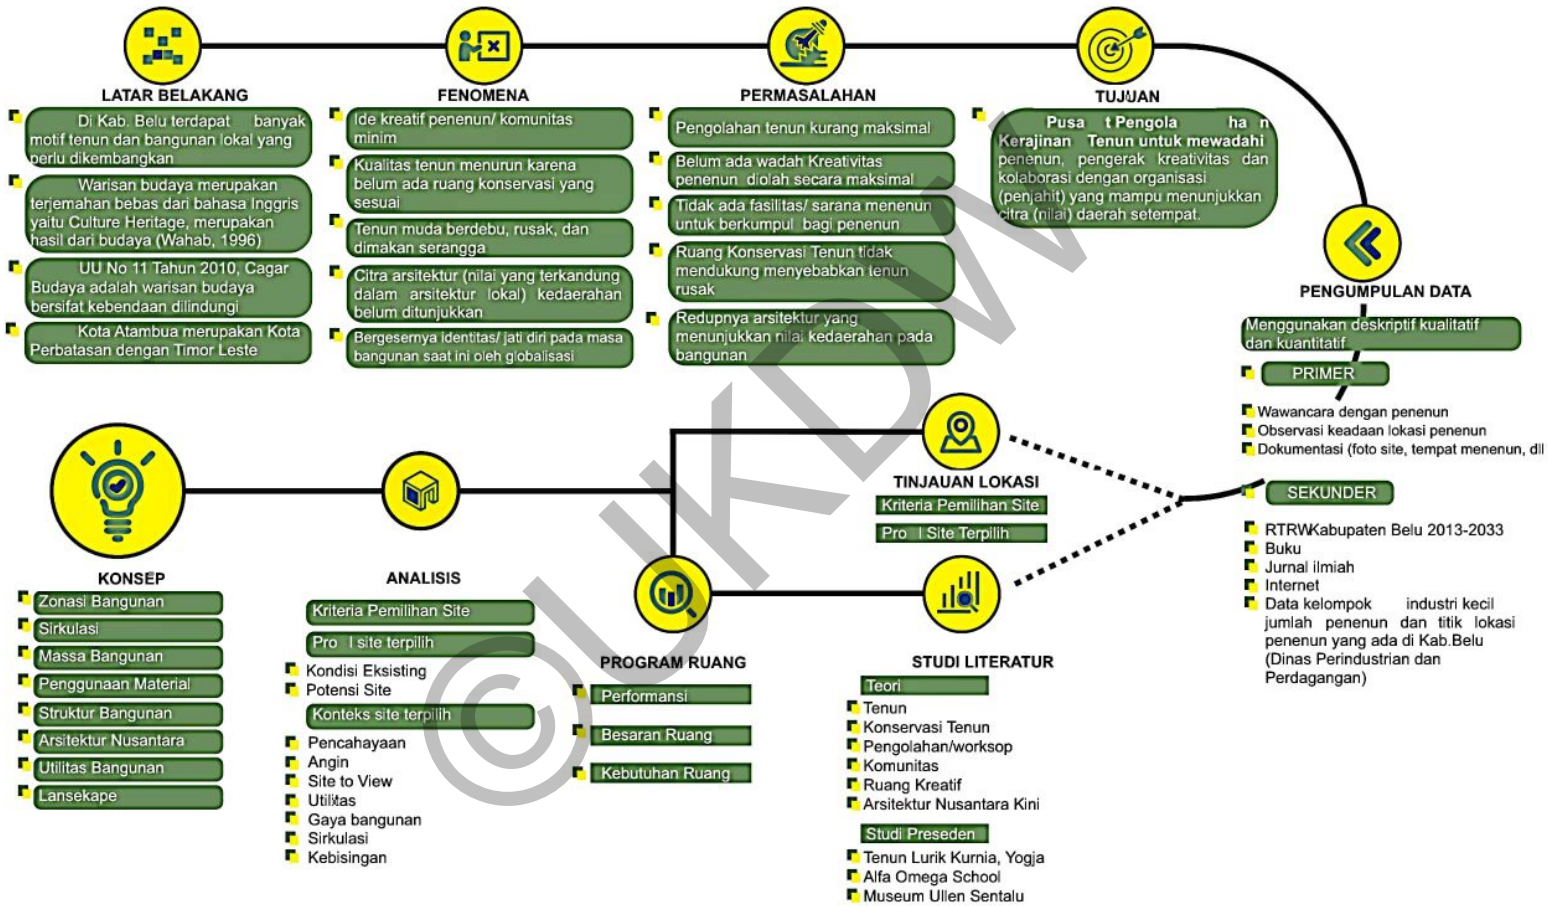 LATAR BELAKANG
Di Kab. Belu terdapat banyak
motif tenun dan bangunan lokal yang
perlu dikembangkan
Warisan budaya merupakan
terjemahan bebas dari bahasa Inggris
yaitu Culture Heritage, merupakan
hasil dari budaya (Wahab, 1996)
UU No 11 Tahun 2010, Cagar
Budaya adalah warisan budaya
bersifat kebendaan dilindungi
Kota Atambua merupakan Kota
Perbatasan dengan Timor Leste
FENOMENA
Ide kreatif penenun/ komunitas
minim
Kualitas tenun menurun karena
belum ada ruang konservasi yang
sesuai
Tenun muda berdebu, rusak, dan
dimakan serangga
Citra arsitektur (nilai yang terkandung
dalam arsitektur lokal) kedaerahan
belum ditunjukkan
Bergesernya identitas/ jati diri pada masa
bangunan saat ini oleh globalisasi
PERMASALAHAN
Pengolahan tenun kurang maksimal
Belum ada wadah Kreativitas
penenun diolah secara maksimal
Tidak ada fasilitas/ sarana menenun
untuk berkumpul bagi penenun
Ruang Konservasi Tenun tidak
mendukung menyebabkan tenun
rusak
Redupnya arsitektur yang
menunjukkan nilai kedaerahan pada
bangunan
TUJUAN
Pusa t Pengola ha n
Kerajinan Tenun untuk mewadahi
penenun, pengerak kreativitas dan
kolaborasi dengan organisasi
(penjahit) yang mampu menunjukkan
citra (nilai) daerah setempat.
PENGUMPULAN DATA
Menggunakan deskriptif kualitatif
dan kuantitatif
PRIMER
Wawancara dengan penenun
Observasi keadaan lokasi penenun
Dokumentasi (foto site, tempat menenun, dll
SEKUNDER
RTRWKabupaten Belu 2013-2033
Buku
Jurnal ilmiah
Internet
Data kelompok industri kecil
jumlah penenun dan titik lokasi
penenun yang ada di Kab.Belu
(Dinas Perindustrian dan
Perdagangan)
TINJAUAN LOKASI
Kriteria Pemilihan Site
Pro l Site Terpilih
STUDI LITERATUR
Teori
Tenun
Konservasi Tenun
Pengolahan/worksop
Komunitas
Ruang Kreatif
Arsitektur Nusantara Kini
Studi Preseden
Tenun Lurik Kurnia, Yogja
Alfa Omega School
Museum Ullen Sentalu
PROGRAM RUANG
Performansi
Besaran Ruang
Kebutuhan Ruang
ANALISIS
Kriteria Pemilihan Site
Pro l site terpilih
Kondisi Eksisting
Potensi Site
Konteks site terpilih
Pencahayaan
Angin
Site to View
Utilitas
Gaya bangunan
Sirkulasi
Kebisingan
KONSEP
Zonasi Bangunan
Sirkulasi
Massa Bangunan
Penggunaan Material
Struktur Bangunan
Arsitektur Nusantara
Utilitas Bangunan
Lansekape
©UKDW